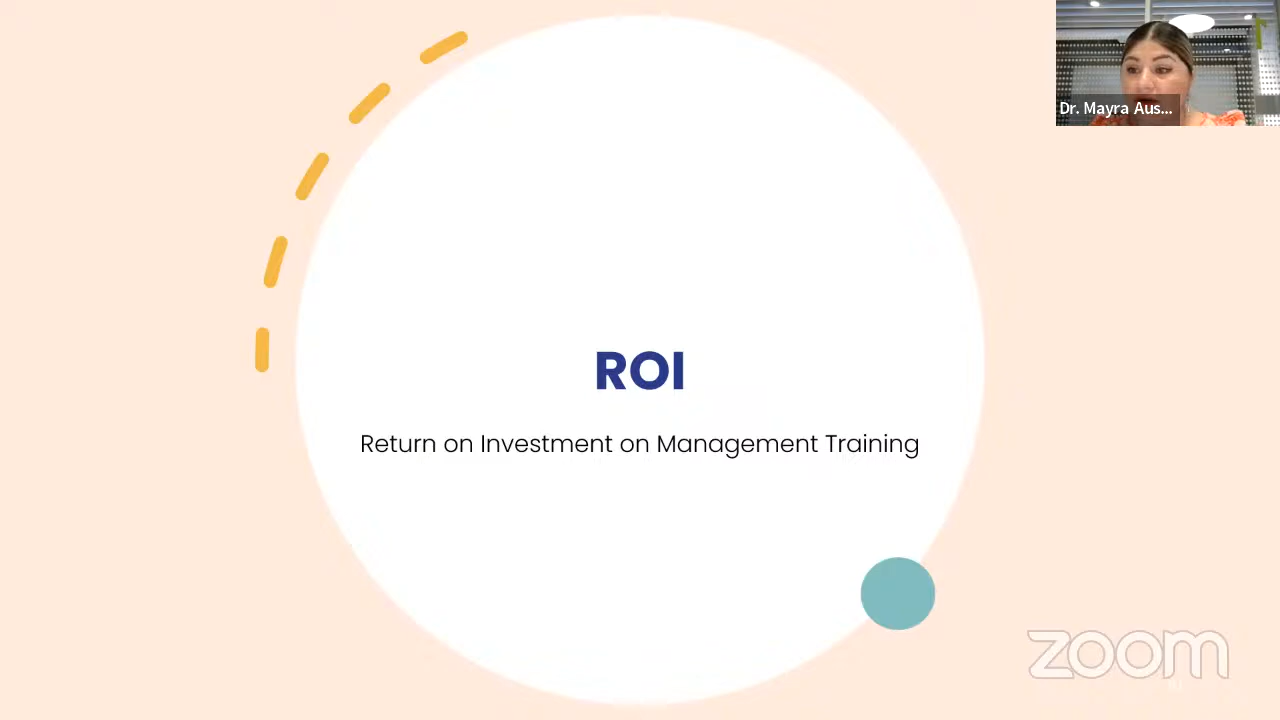 Dr. Mayra Aus...
ROI
Return on Investment on Management Training
zoom